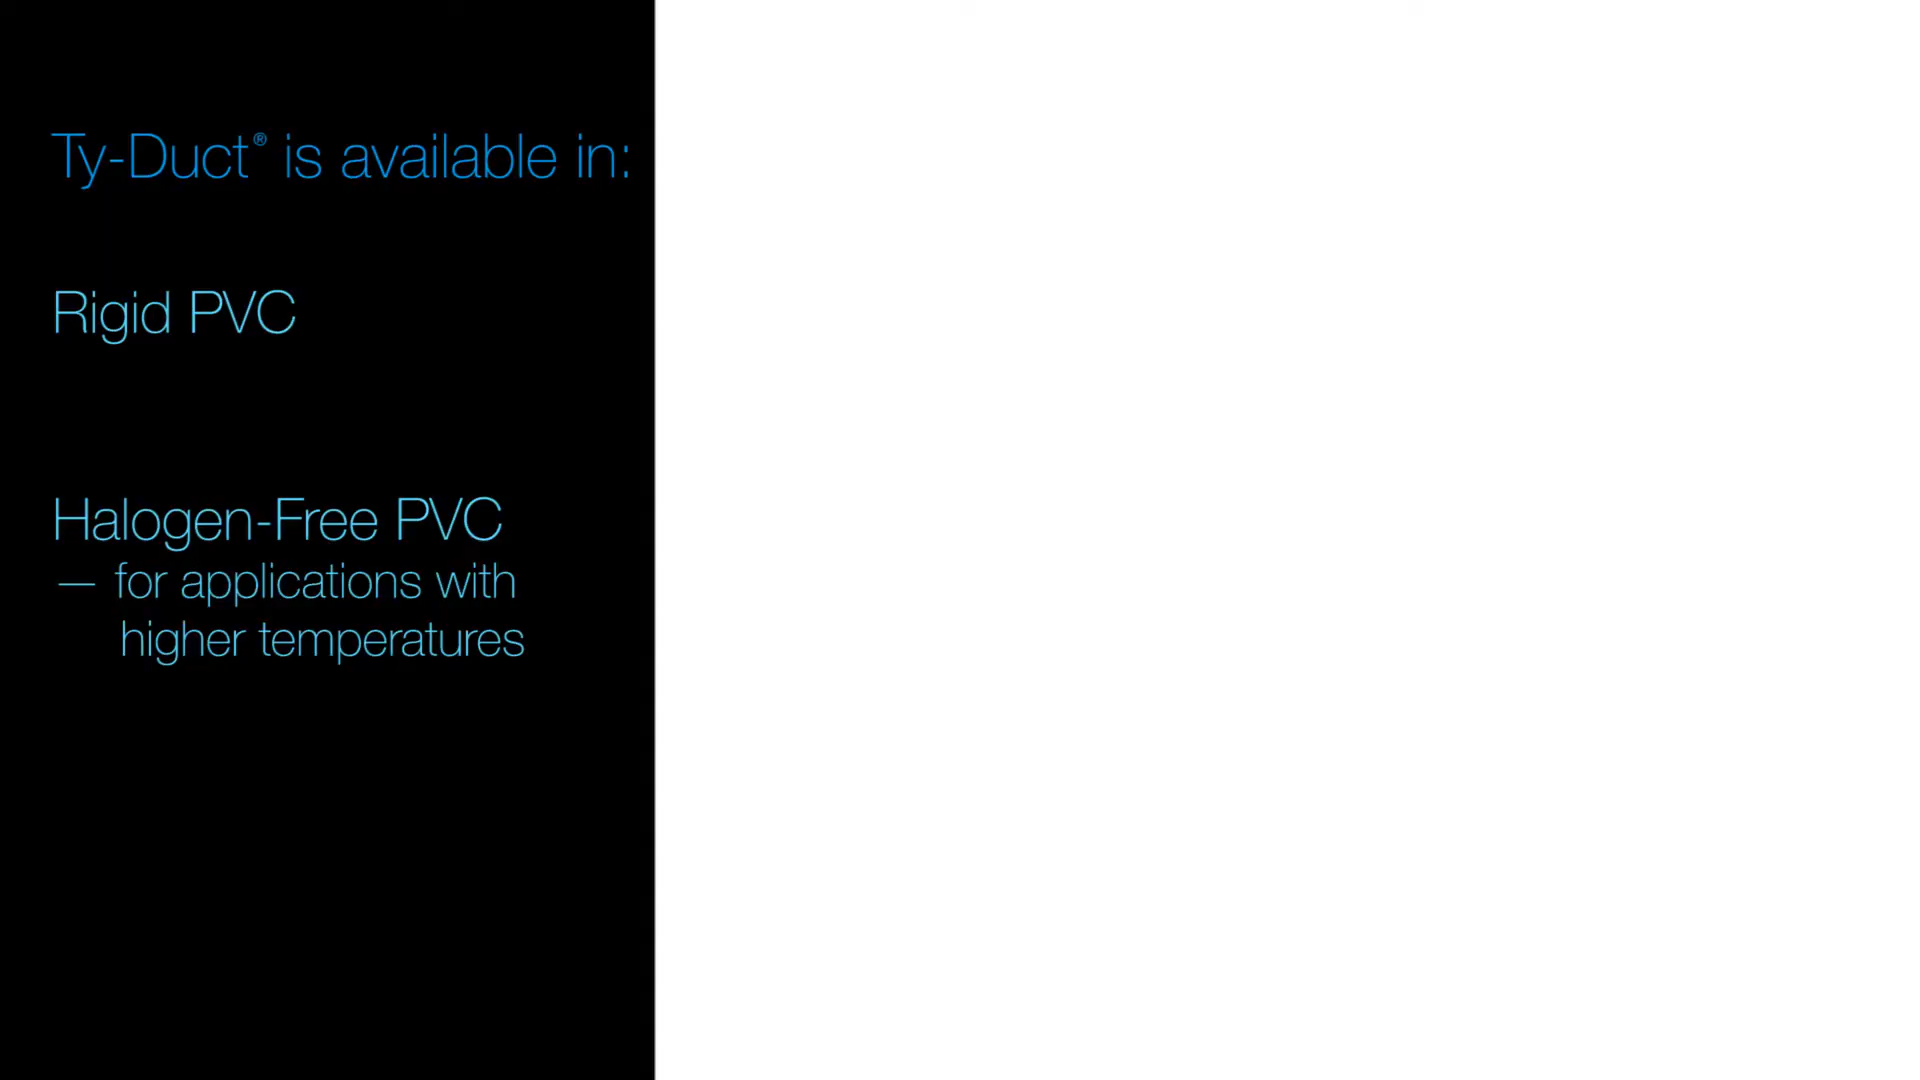 Ty-Duct® is available in:
Rigid PVC
Halogen-Free PVC
— for applications with
higher temperatures